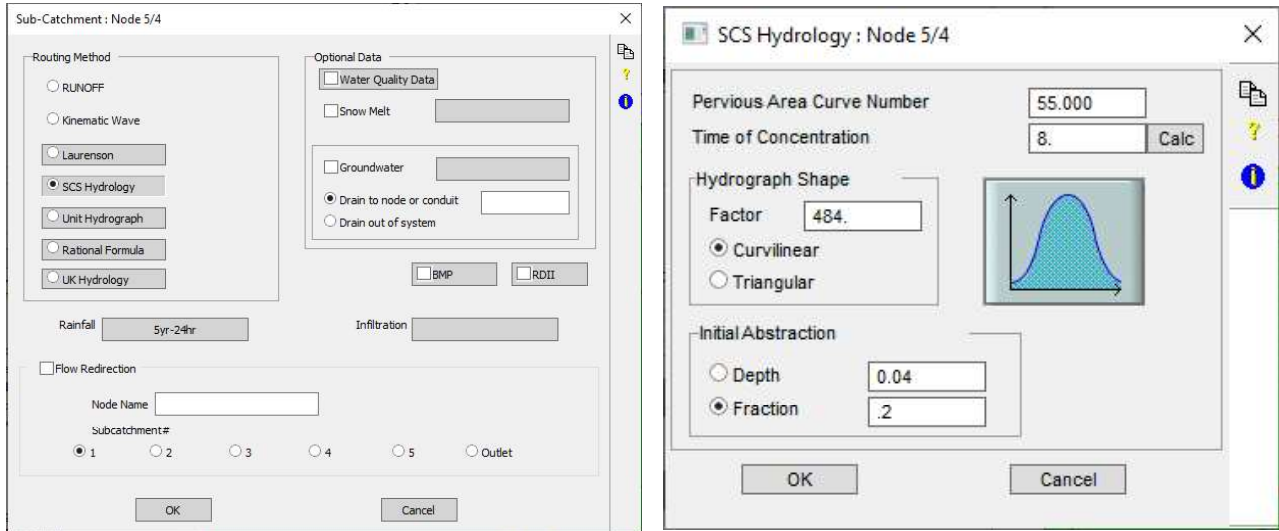 Sub-Catchment : Node 5/4
Routing Method
RUNOFF
Kinematic Wave
Laurenson
SCS Hydrology
Unit Hydrograph
Rational Formula
UK Hydrology
Optional Data
Water Quality Data
Snow Melt
Groundwater
Drain to node or conduit
Drain out of system
BMP RDII
Rainfall 5yr-24hr Infiltration
Flow Redirection
Node Name
Subcatchment#
1 2 3 4 5 Outlet
OK Cancel
SCS Hydrology : Node 5/4
Pervious Area Curve Number 55.000
Time of Concentration 8. Calc
Hydrograph Shape
Factor 484.
Curvilinear
Triangular
Initial Abstraction
Depth 0.04
Fraction .2
OK Cancel